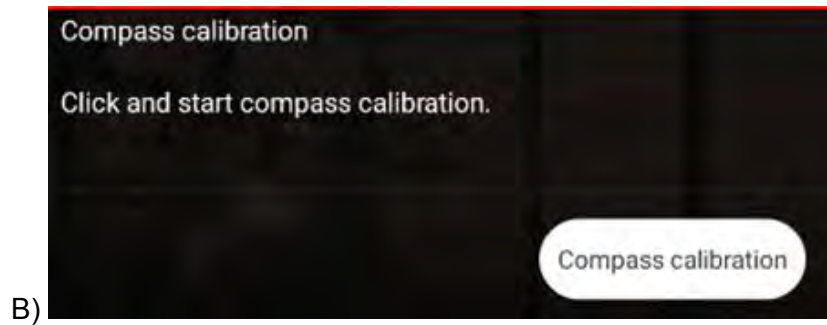 Compass calibration
Click and start compass calibration.
Compass calibration
B)